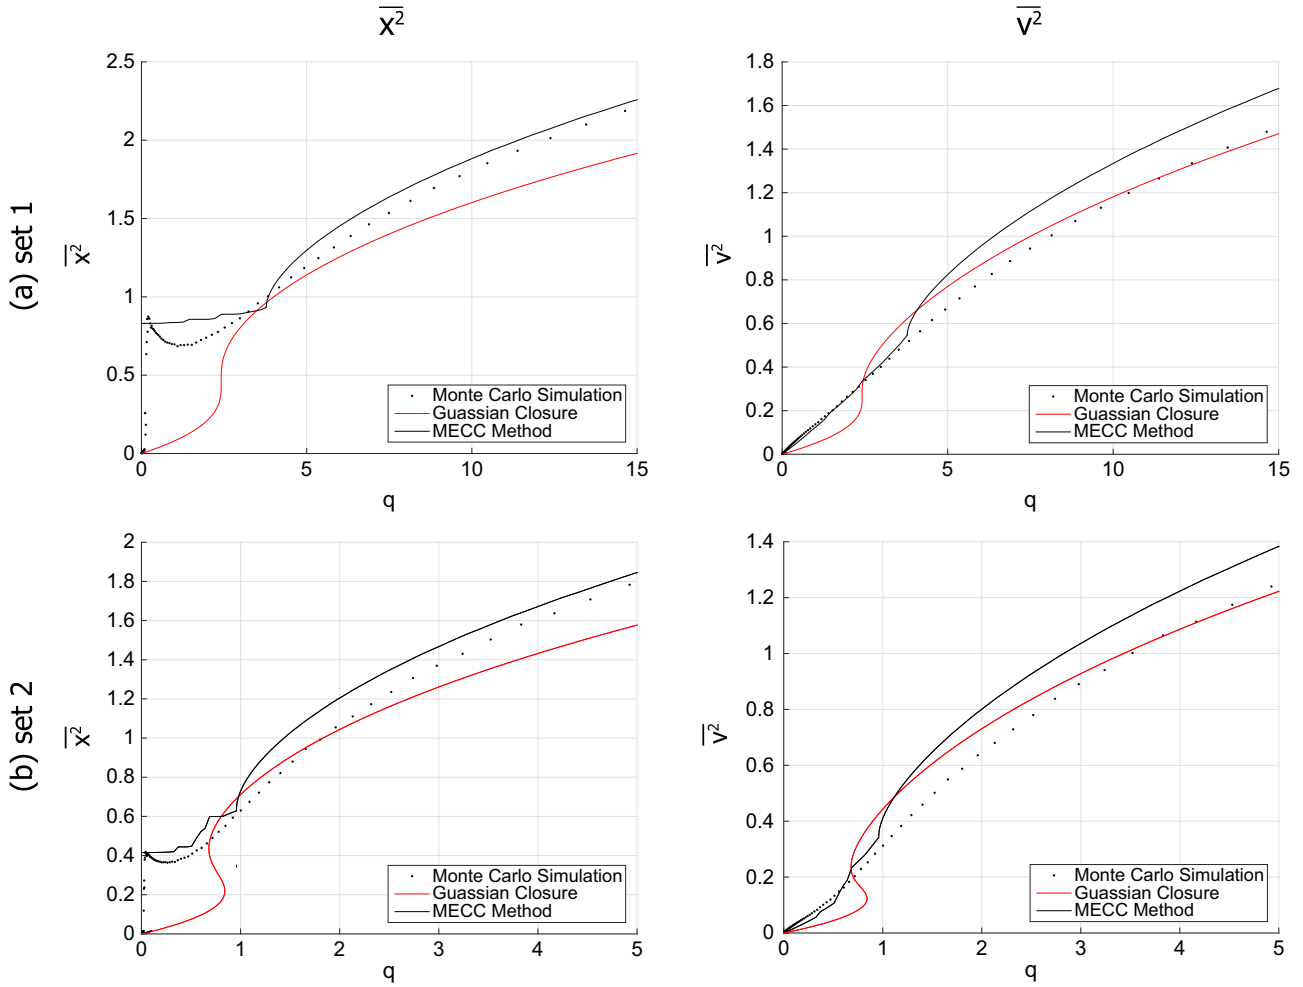 x² v²
(a) set 1
2.5
2
1.5
1
0.5
0
x²
0 5 10 15
q
Monte Carlo Simulation
Guassian Closure
MECC Method
1.8
1.6
1.4
1.2
1
0.8
0.6
0.4
0.2
0
v²
0 5 10 15
q
Monte Carlo Simulation
Guassian Closure
MECC Method
(b) set 2
2
1.8
1.6
1.4
1.2
1
0.8
0.6
0.4
0.2
0
x²
0 1 2 3 4 5
q
Monte Carlo Simulation
Guassian Closure
MECC Method
1.4
1.2
1
0.8
0.6
0.4
0.2
0
v²
0 1 2 3 4 5
q
Monte Carlo Simulation
Guassian Closure
MECC Method